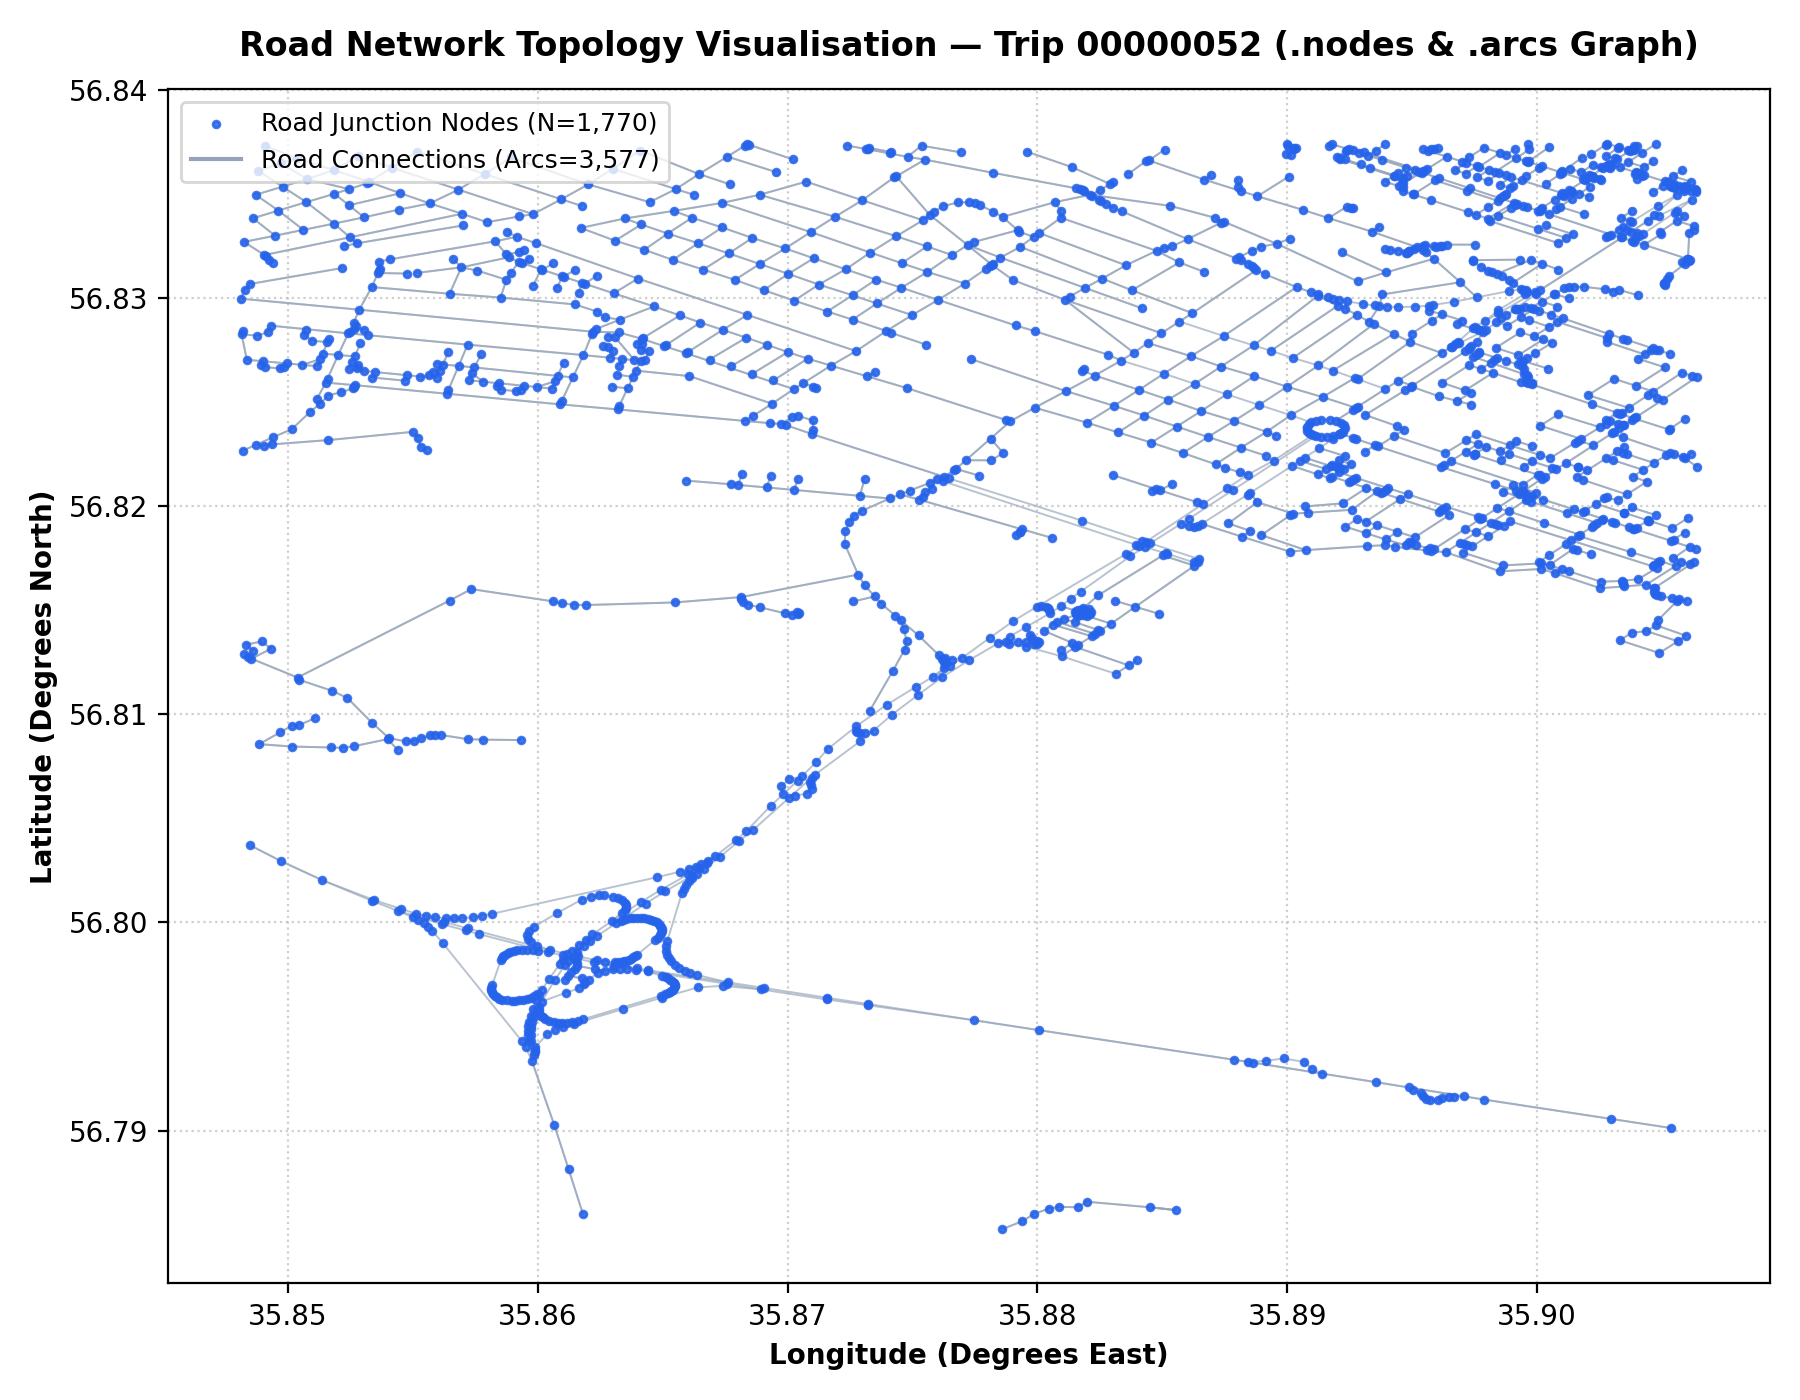 Road Network Topology Visualisation — Trip 00000052 (.nodes & .arcs Graph)
Road Junction Nodes (N=1,770)
Road Connections (Arcs=3,577)
Latitude (Degrees North)
56.84
56.83
56.82
56.81
56.80
56.79
35.85 35.86 35.87 35.88 35.89 35.90
Longitude (Degrees East)